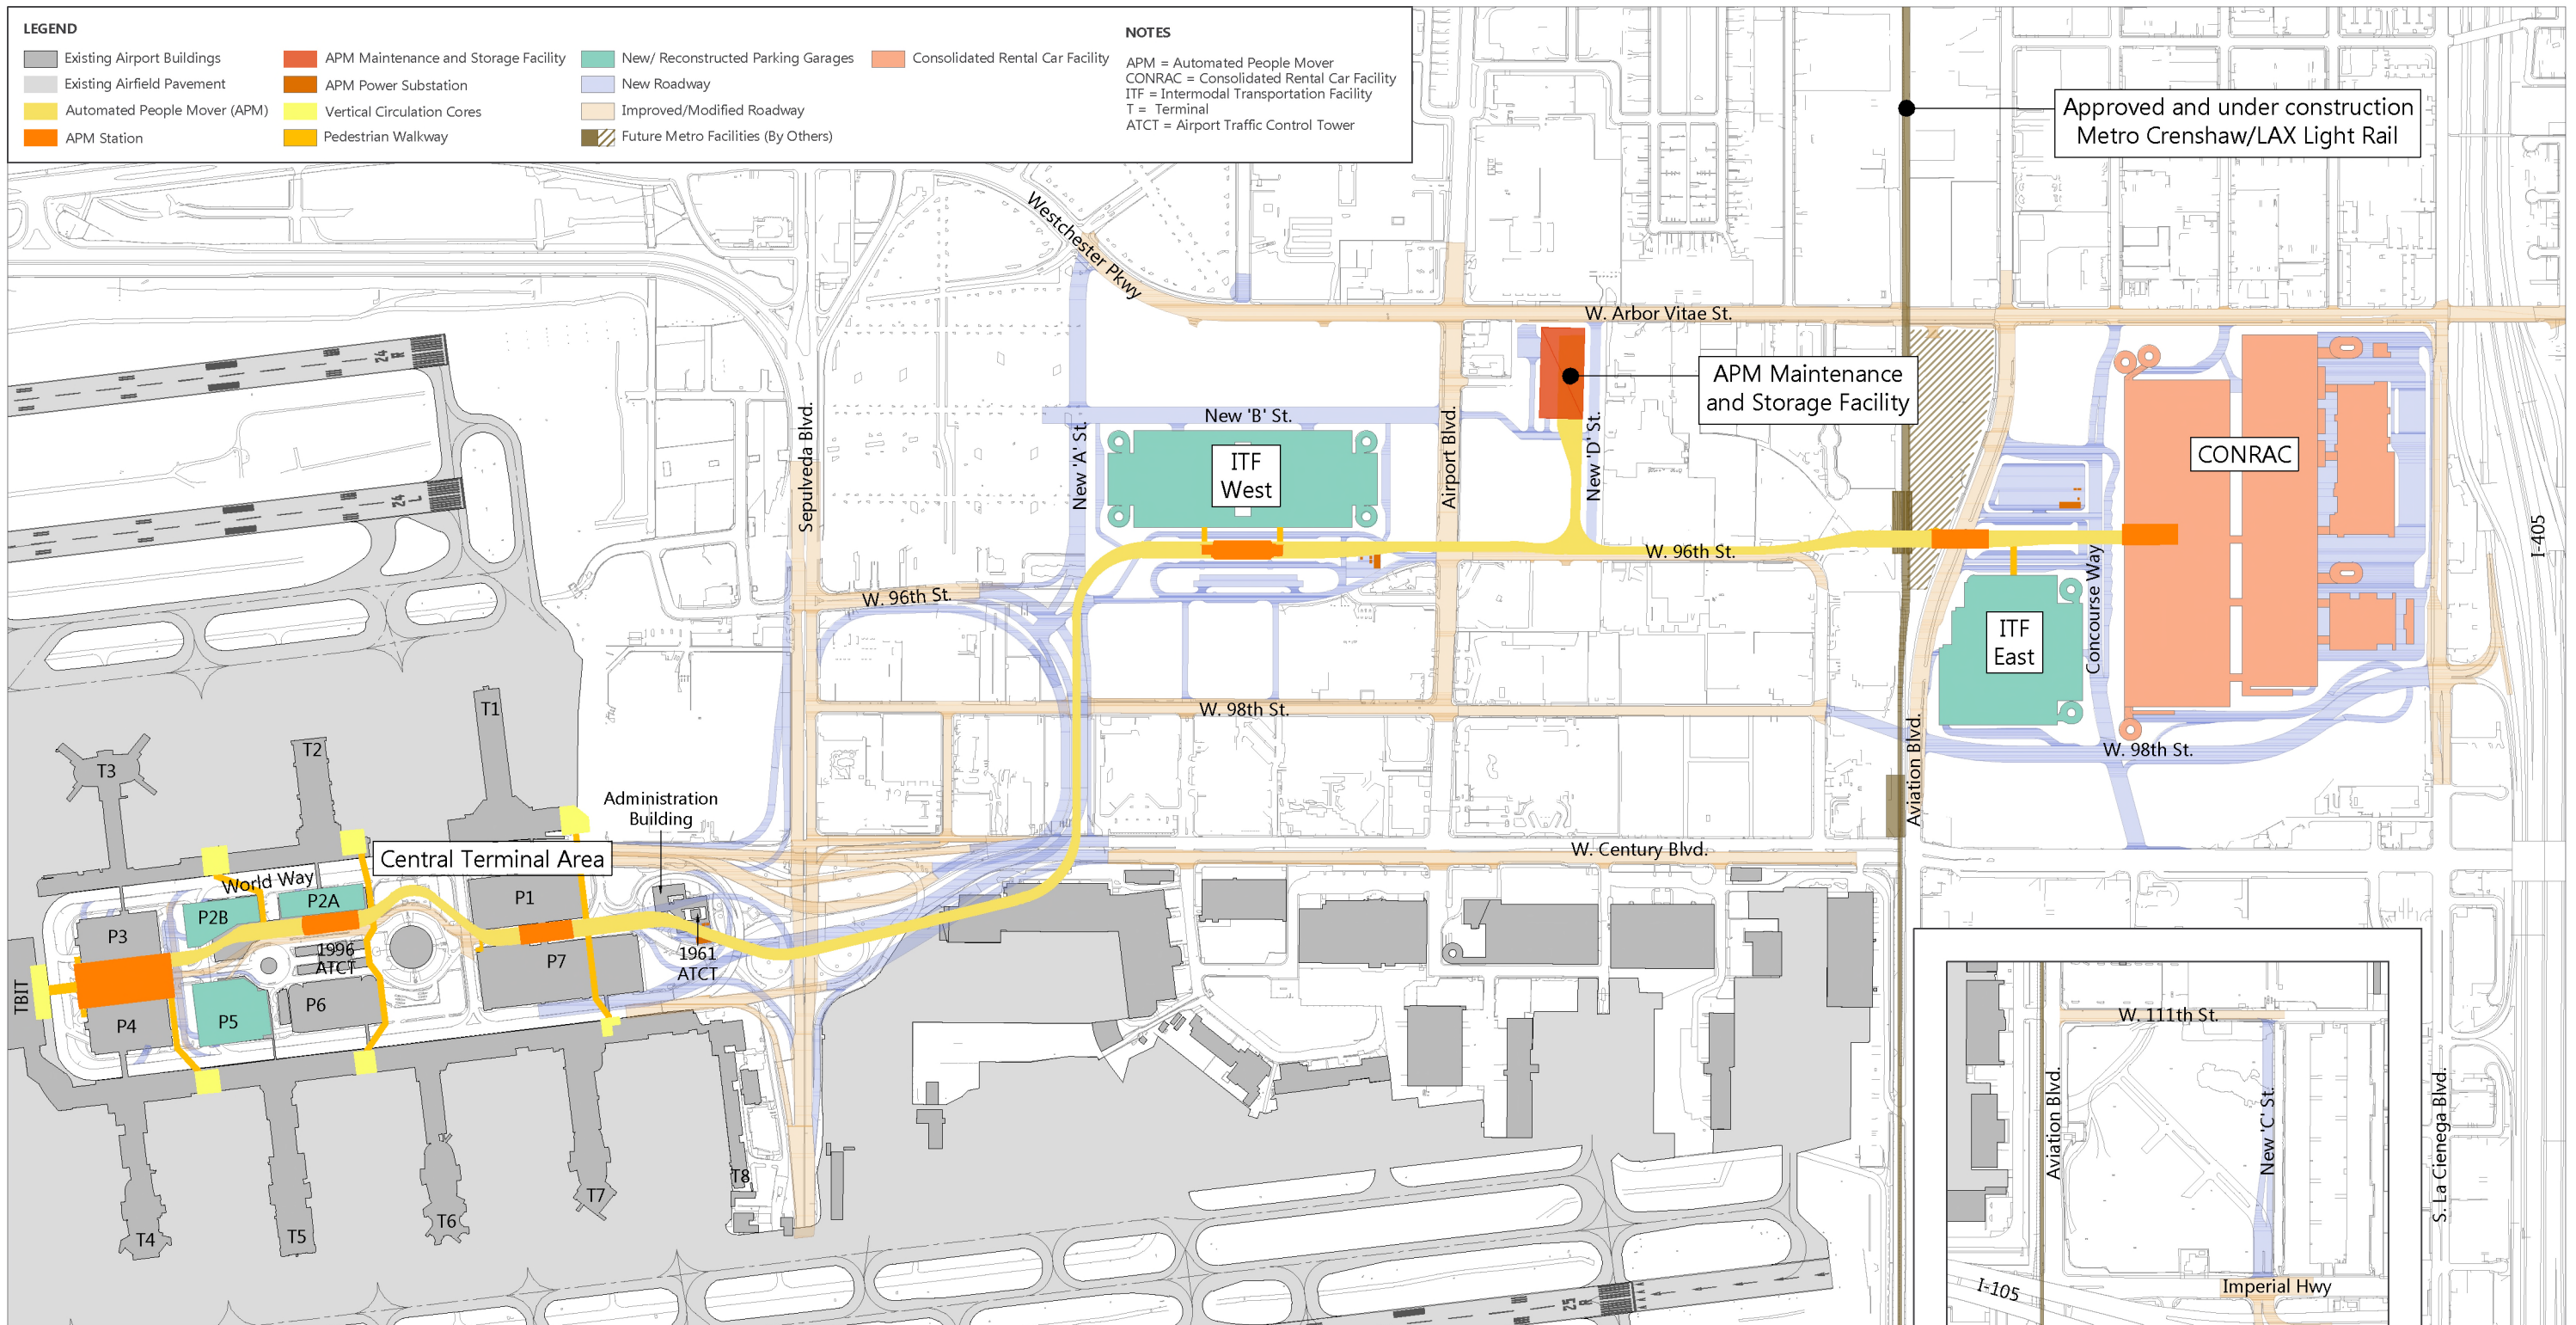 LEGEND
Existing Airport Buildings
Existing Airfield Pavement
Automated People Mover (APM)
APM Station
APM Maintenance and Storage Facility
APM Power Substation
Vertical Circulation Cores
Pedestrian Walkway
New/ Reconstructed Parking Garages
New Roadway
Improved/Modified Roadway
Future Metro Facilities (By Others)
Consolidated Rental Car Facility
NOTES
APM = Automated People Mover
CONRAC = Consolidated Rental Car Facility
ITF = Intermodal Transportation Facility
T = Terminal
ATCT = Airport Traffic Control Tower
Approved and under construction
Metro Crenshaw/LAX Light Rail
Westchester Pkwy
W. Arbor Vitae St.
24
R
APM Maintenance
and Storage Facility
New 'B' St.
New 'A' St.
Sepulveda Blvd.
Airport Blvd.
New 'D' St.
ITF
West
CONRAC
24
L
I-405
W. 96th St.
W. 96th St.
Concourse Way
ITF
East
W. 98th St.
W. 98th St.
Aviation Blvd.
T1
T2
T3
Administration
Building
Central Terminal Area
W. Century Blvd.
World Way
P2A
P2B
P1
P3
1996
ATCT
P7
1961
ATCT
TBIT
P4
P5
P6
T8
T7
T6
T5
T4
25
R
W. 111th St.
Aviation Blvd.
New 'C' St.
S. La Cienega Blvd.
Imperial Hwy
I-105